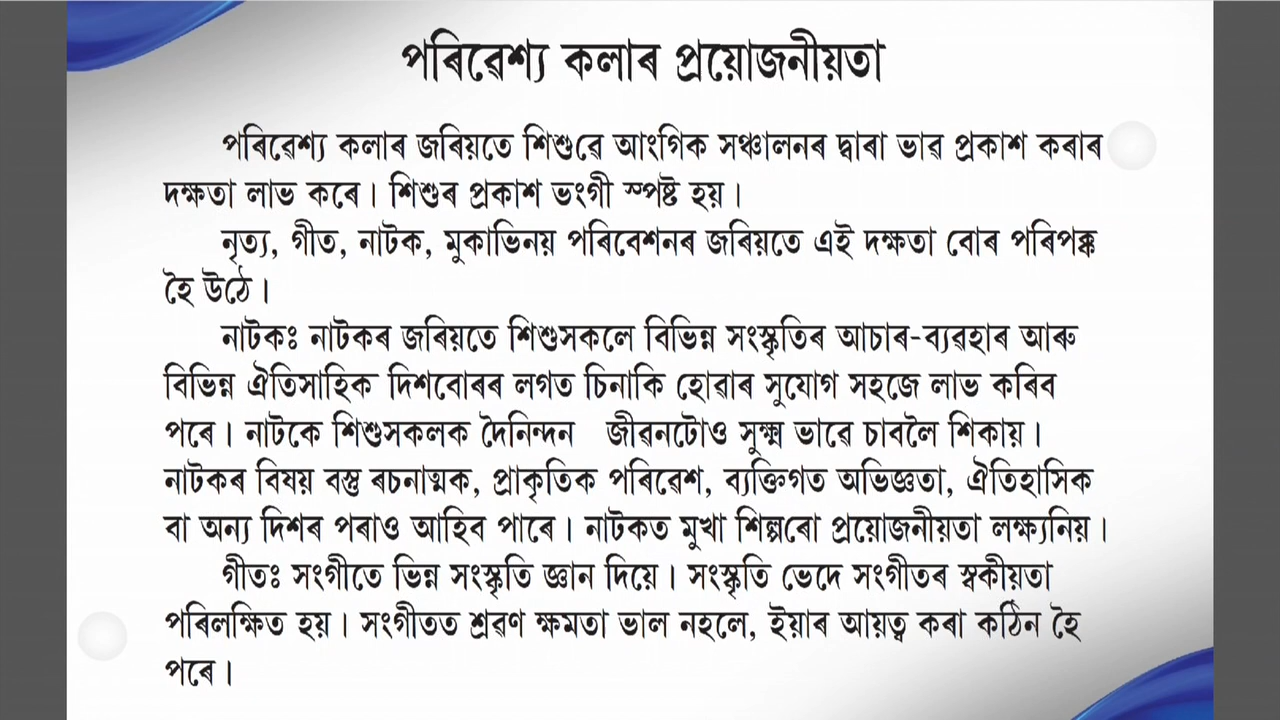 পৰিৱেশ্য কলাৰ প্ৰয়োজনীয়তা
পৰিৱেশ্য কলাৰ জৰিয়তে শিশুৱে আংগিক সঞ্চালনৰ দ্বাৰা ভাৱ প্ৰকাশ কৰাৰ
দক্ষতা লাভ কৰে। শিশুৰ প্ৰকাশ ভংগী স্পষ্ট হয়।
নৃত্য, গীত, নাটক, মুকাভিনয় পৰিবেশনৰ জৰিয়তে এই দক্ষতা বোৰ পৰিপক্ক
হৈ উঠে।
নাটকঃ নাটকৰ জৰিয়তে শিশুসকলে বিভিন্ন সংস্কৃতিৰ আচাৰ-ব্যৱহাৰ আৰু
বিভিন্ন ঐতিসাহিক দিশবোৰৰ লগত চিনাকি হোৱাৰ সুযোগ সহজে লাভ কৰিব
পৰে। নাটকে শিশুসকলক দৈনিন্দন জীৱনটোও সুক্ষ্ম ভাৱে চাবলৈ শিকায়।
নাটকৰ বিষয় বস্তু ৰচনাত্মক, প্ৰাকৃতিক পৰিৱেশ, ব্যক্তিগত অভিজ্ঞতা, ঐতিহাসিক
বা অন্য দিশৰ পৰাও আহিব পাৰে। নাটকত মুখা শিল্পৰো প্ৰয়োজনীয়তা লক্ষ্যনিয়।
গীতঃ সংগীতে ভিন্ন সংস্কৃতি জ্ঞান দিয়ে। সংস্কৃতি ভেদে সংগীতৰ স্বকীয়তা
পৰিলক্ষিত হয়। সংগীতত শ্ৰৱণ ক্ষমতা ভাল নহলে, ইয়াৰ আয়ত্ব কৰা কঠিন হৈ
পৰে।